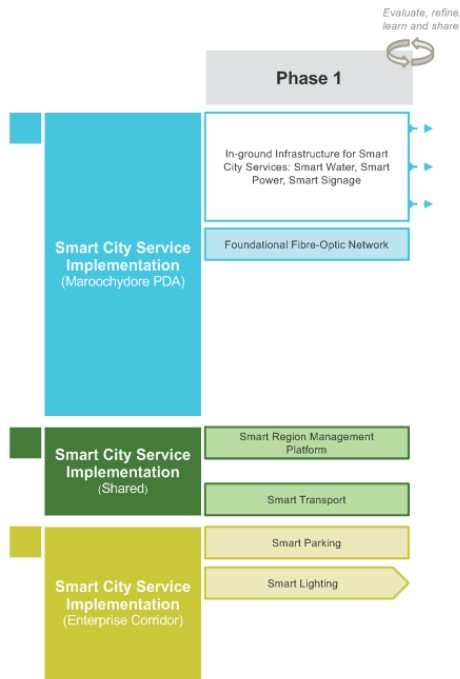 Evaluate, refine,
learn and share
Phase 1
In-ground Infrastructure for Smart
City Services: Smart Water, Smart
Power, Smart Signage
Smart City Service
Implementation
(Maroochydore PDA)
Foundational Fibre-Optic Network
Smart City Service
Implementation
(Shared)
Smart Region Management
Platform
Smart Transport
Smart City Service
Implementation
(Enterprise Corridor)
Smart Parking
Smart Lighting